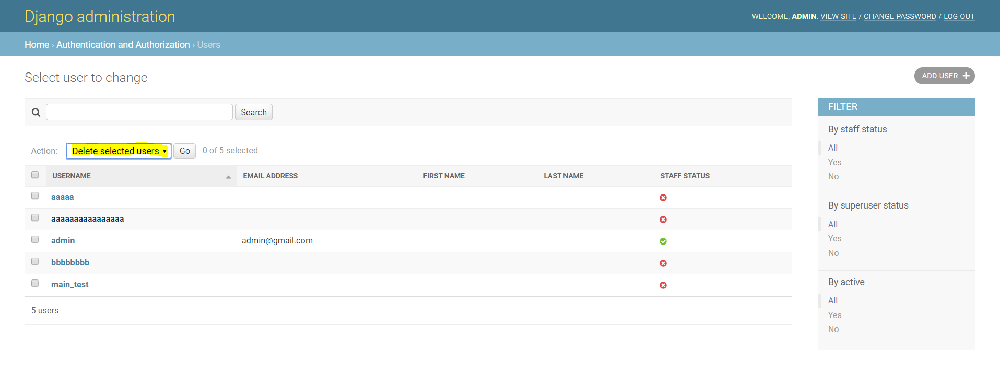 Django administration
WELCOME, ADMIN. VIEW SITE / CHANGE PASSWORD / LOG OUT
Home › Authentication and Authorization › Users
Select user to change
ADD USER
Search
Action: Delete selected users Go 0 of 5 selected
USERNAME EMAIL ADDRESS FIRST NAME LAST NAME STAFF STATUS
aaaaa
aaaaaaaaaaaaaaaa
admin admin@gmail.com
bbbbbbbb
main_test
5 users
FILTER
By staff status
All
Yes
No
By superuser status
All
Yes
No
By active
All
Yes
No